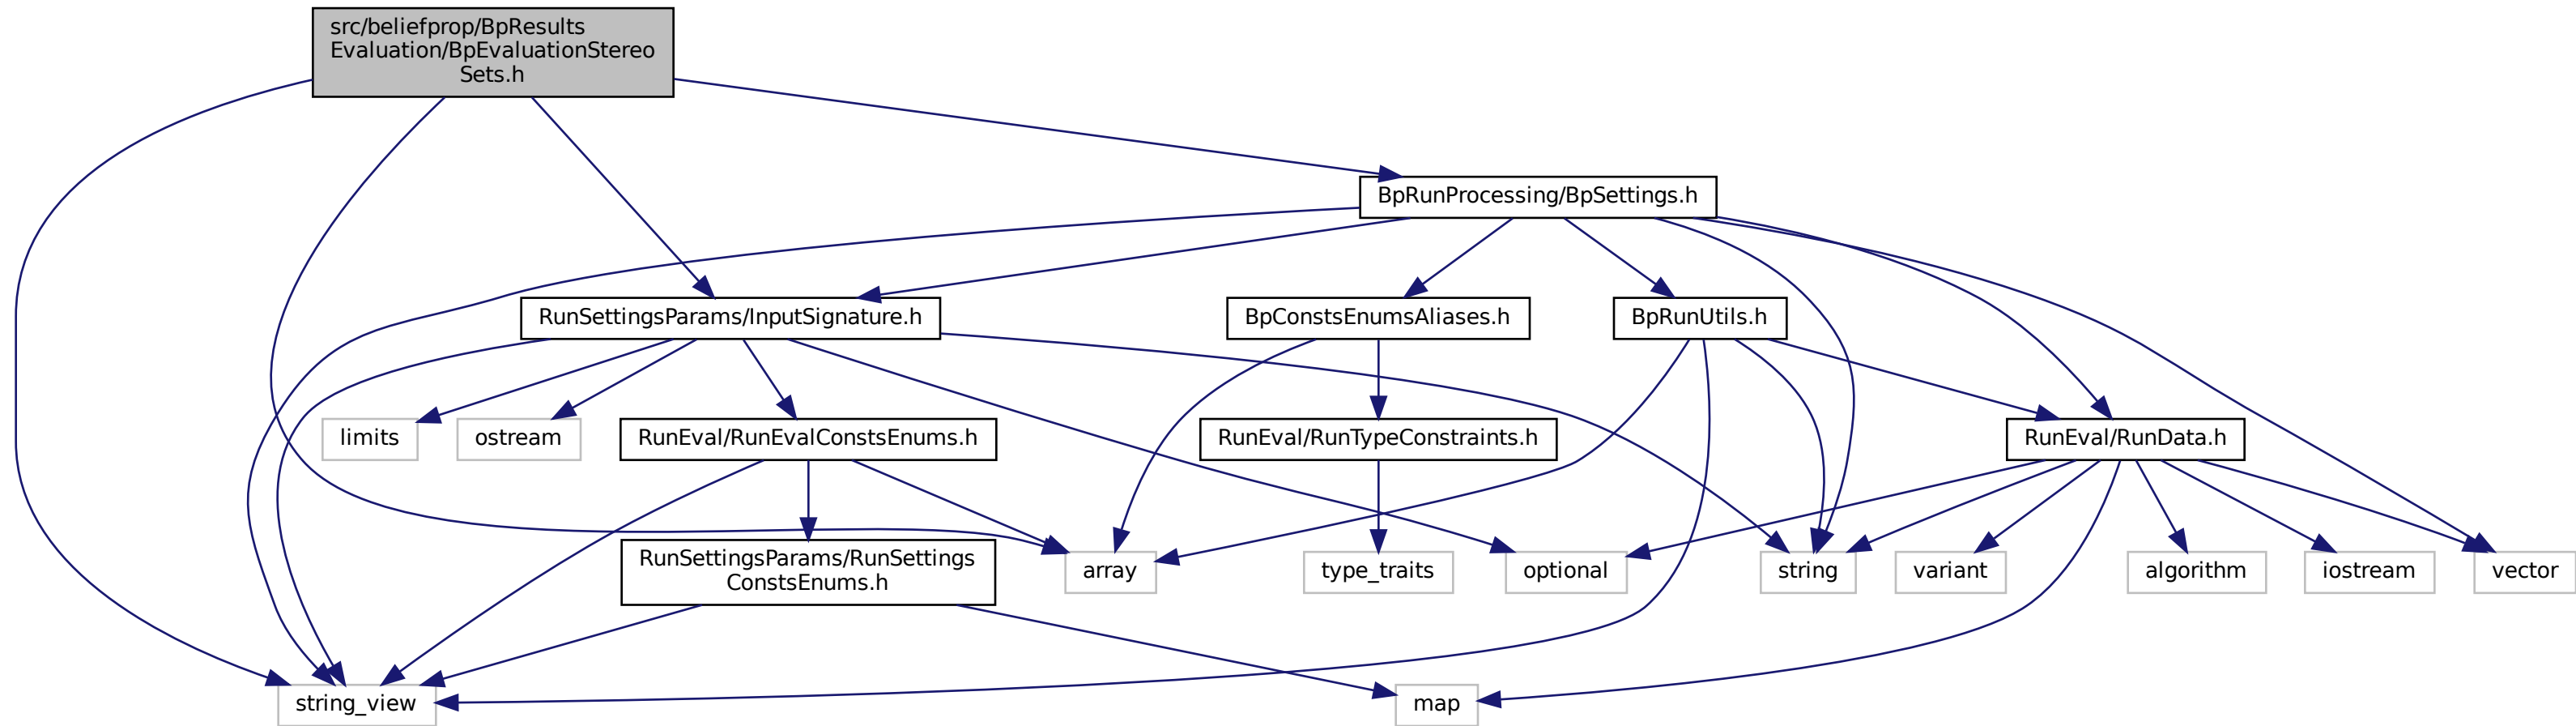 src/beliefprop/BpResults
Evaluation/BpEvaluationStereo
Sets.h
BpRunProcessing/BpSettings.h
RunSettingsParams/InputSignature.h
BpConstsEnumsAliases.h
BpRunUtils.h
limits
ostream
RunEval/RunEvalConstsEnums.h
RunEval/RunTypeConstraints.h
RunEval/RunData.h
RunSettingsParams/RunSettings
ConstsEnums.h
array
type_traits
optional
string
variant
algorithm
iostream
vector
string_view
map